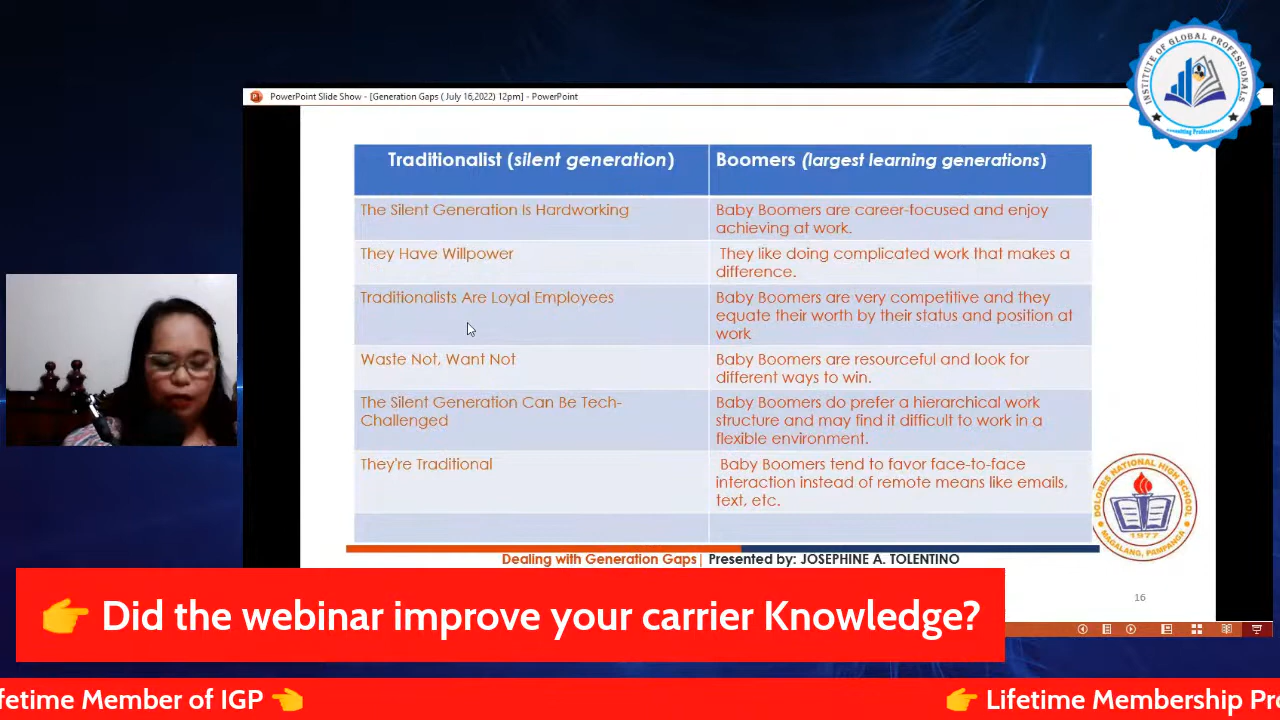 PowerPoint Slide Show - [Generation Gaps ( July 16,2022) 12pm] - PowerPoint
INSTITUTE OF GLOBAL PROFESSIONALS
Consulting Professionals
Traditionalist (silent generation)
Boomers (largest learning generations)
The Silent Generation Is Hardworking
Baby Boomers are career-focused and enjoy
achieving at work.
They Have Willpower
They like doing complicated work that makes a
difference.
Traditionalists Are Loyal Employees
Baby Boomers are very competitive and they
equate their worth by their status and position at
work
Waste Not, Want Not
Baby Boomers are resourceful and look for
different ways to win.
The Silent Generation Can Be Tech-
Challenged
Baby Boomers do prefer a hierarchical work
structure and may find it difficult to work in a
flexible environment.
They're Traditional
Baby Boomers tend to favor face-to-face
interaction instead of remote means like emails,
text, etc.
DOLORES NATIONAL HIGH SCHOOL
1977
MAGALANG, PAMPANGA
Dealing with Generation Gaps| Presented by: JOSEPHINE A. TOLENTINO
16
👉 Did the webinar improve your carrier Knowledge?
fetime Member of IGP 👈
👉 Lifetime Membership Pr